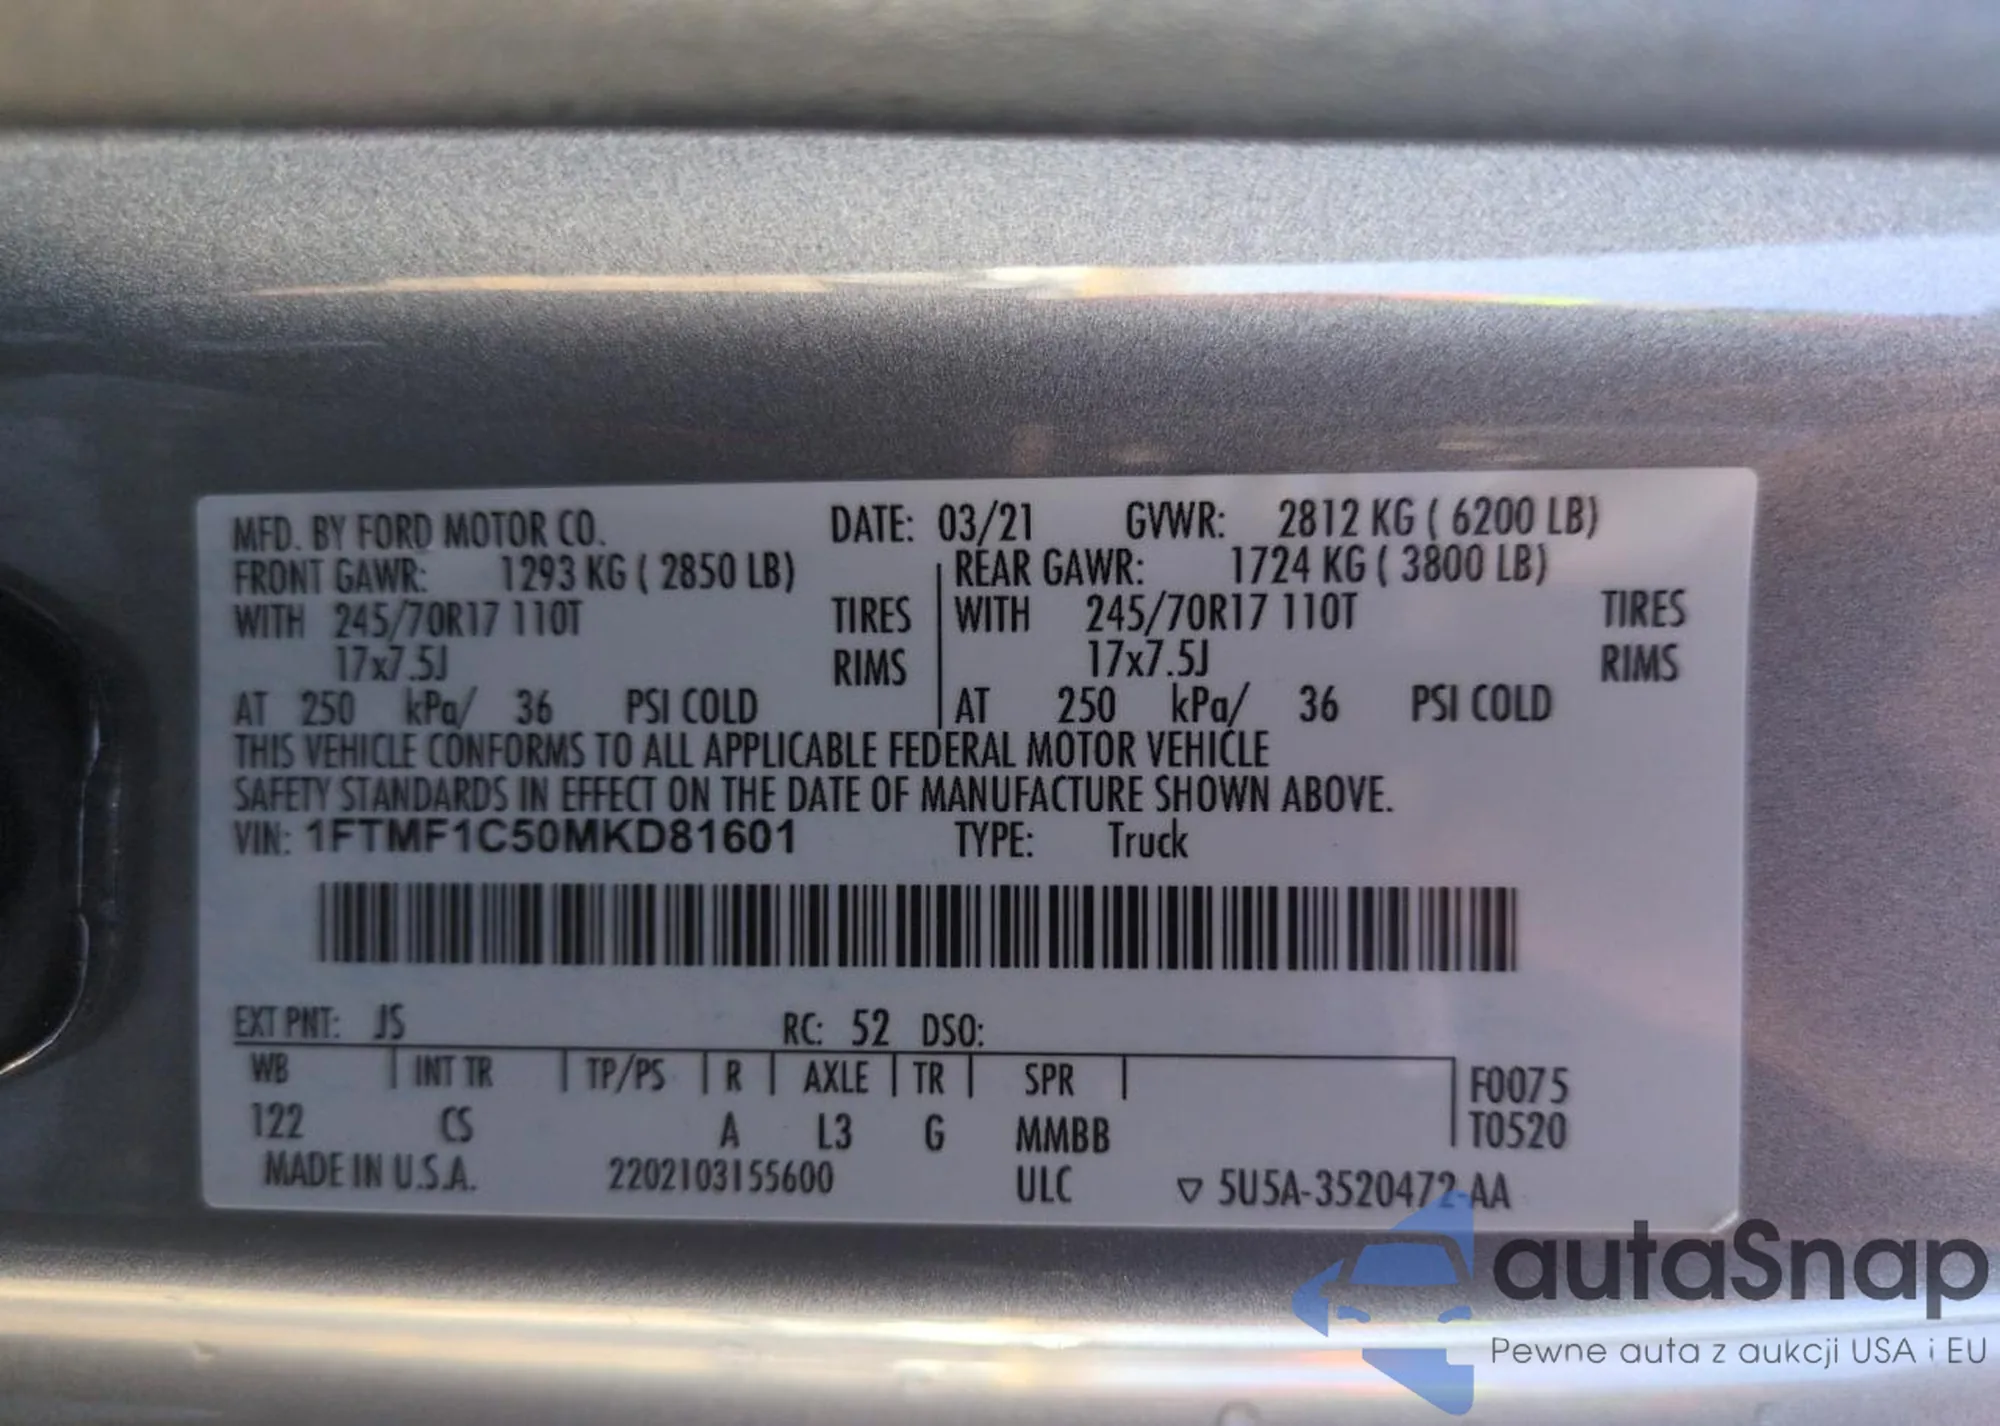 MFD. BY FORD MOTOR CO. DATE: 03/21 GVWR: 2812 KG ( 6200 LB)
FRONT GAWR: 1293 KG ( 2850 LB) REAR GAWR: 1724 KG ( 3800 LB)
WITH 245/70R17 110T TIRES WITH 245/70R17 110T TIRES
17x7.5J RIMS 17x7.5J RIMS
AT 250 kPa/ 36 PSI COLD AT 250 kPa/ 36 PSI COLD
THIS VEHICLE CONFORMS TO ALL APPLICABLE FEDERAL MOTOR VEHICLE
SAFETY STANDARDS IN EFFECT ON THE DATE OF MANUFACTURE SHOWN ABOVE.
VIN: 1FTMF1C50MKD81601 TYPE: Truck
EXT PNT: JS RC: 52 DSO:
WB INT TR TP/PS R AXLE TR SPR F0075
122 CS A L3 G MMBB T0520
MADE IN U.S.A. 2202103155600 ULC ▽ 5U5A-3520472-AA
autaSnap
Pewne auta z aukcji USA i EU